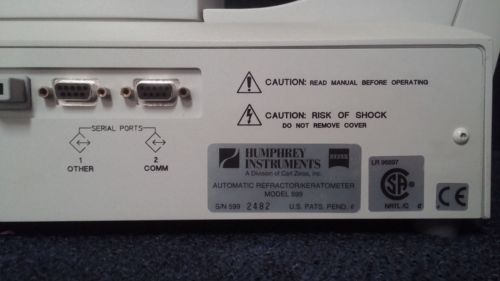 CAUTION: READ MANUAL BEFORE OPERATING
CAUTION: RISK OF SHOCK
DO NOT REMOVE COVER
SERIAL PORTS
1
OTHER
2
COMM
HUMPHREY
INSTRUMENTS
A Division of Carl Zeiss, Inc.
ZEISS
AUTOMATIC REFRACTOR/KERATOMETER
MODEL 599
S/N 599 2482
U.S. PATS. PEND.
LR 96897
NRTL/C
CE